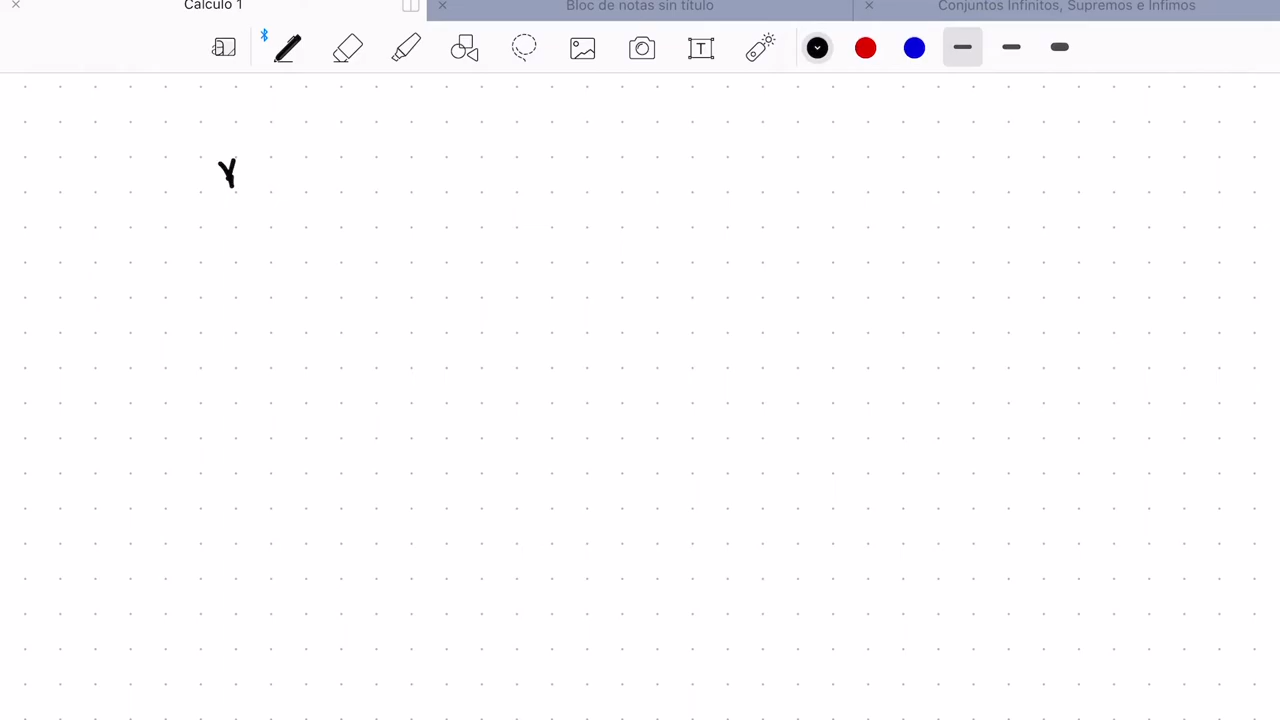 Calculo 1
Bloc de notas sin título
Conjuntos Infinitos, Supremos e Infimos
Y